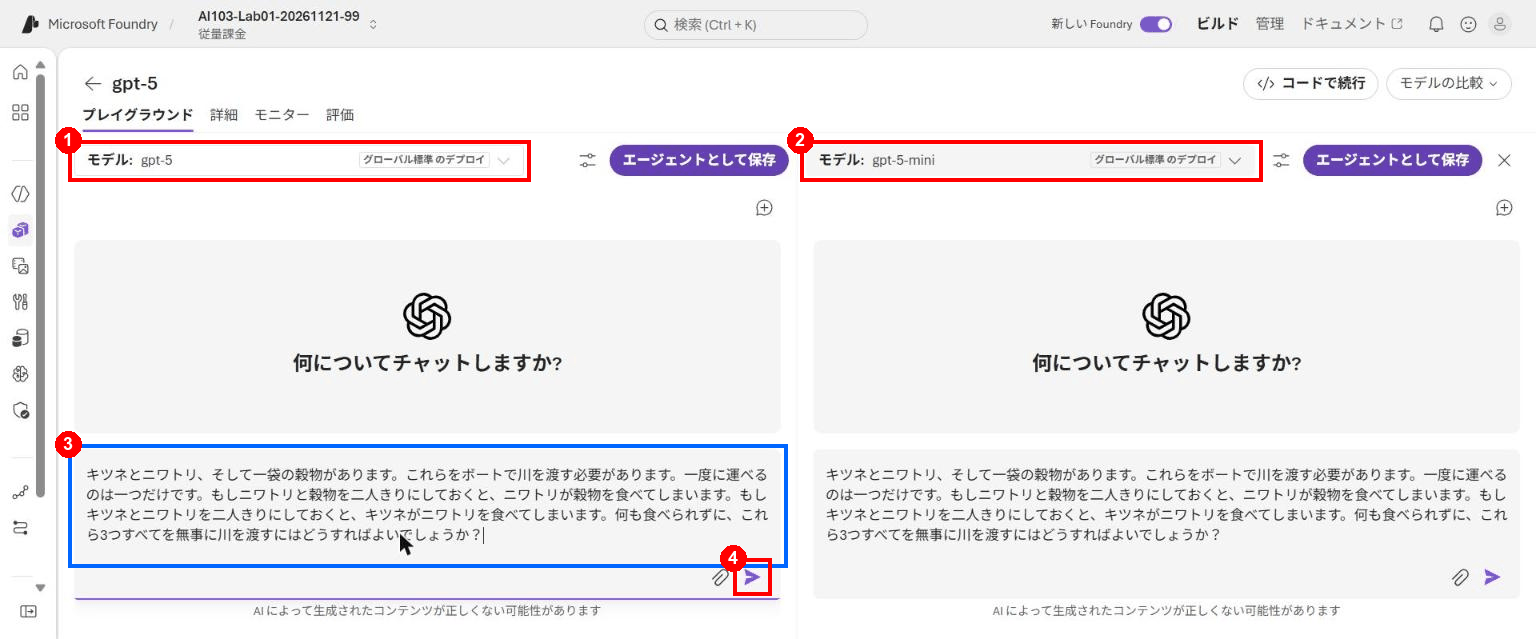 Microsoft Foundry / AI103-Lab01-20261121-99
従量課金
検索 (Ctrl + K)
新しい Foundry
ビルド
管理
ドキュメント
gpt-5
コードで続行
モデルの比較
プレイグラウンド 詳細 モニター 評価
1
モデル: gpt-5 グローバル標準 のデプロイ
エージェントとして保存
2
モデル: gpt-5-mini グローバル標準 のデプロイ
エージェントとして保存
何についてチャットしますか?
何についてチャットしますか?
3
キツネとニワトリ、そして一袋の穀物があります。これらをボートで川を渡す必要があります。一度に運べる
のは一つだけです。もしニワトリと穀物を二人きりにしておくと、ニワトリが穀物を食べてしまいます。もし
キツネとニワトリを二人きりにしておくと、キツネがニワトリを食べてしまいます。何も食べられずに、これ
ら3つすべてを無事に川を渡すにはどうすればよいでしょうか？
4
AI によって生成されたコンテンツが正しくない可能性があります
キツネとニワトリ、そして一袋の穀物があります。これらをボートで川を渡す必要があります。一度に運べる
のは一つだけです。もしニワトリと穀物を二人きりにしておくと、ニワトリが穀物を食べてしまいます。もし
キツネとニワトリを二人きりにしておくと、キツネがニワトリを食べてしまいます。何も食べられずに、これ
ら3つすべてを無事に川を渡すにはどうすればよいでしょうか？
AI によって生成されたコンテンツが正しくない可能性があります